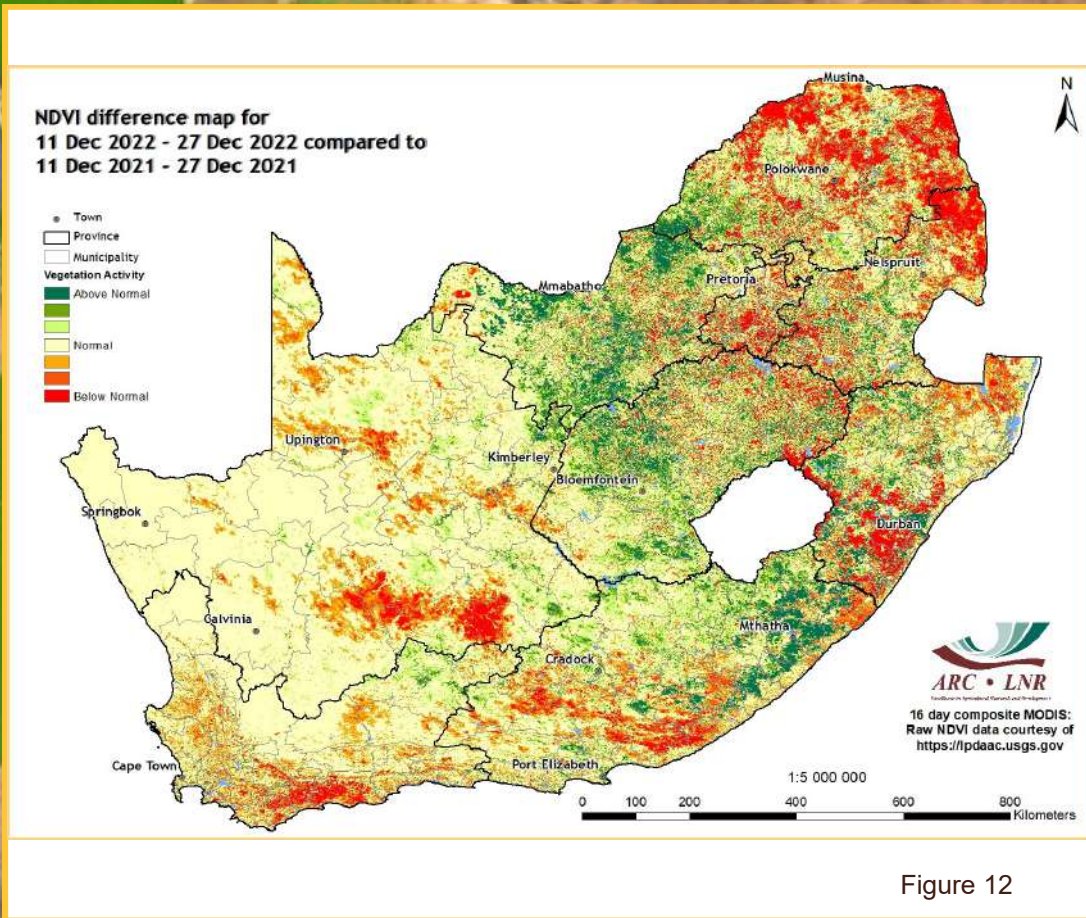 NDVI difference map for
11 Dec 2022 - 27 Dec 2022 compared to
11 Dec 2021 - 27 Dec 2021
Town
Province
Municipality
Vegetation Activity
Above Normal
Normal
Below Normal
N
Musina
Polokwane
Nelspruit
Pretoria
Mmabatho
Upington
Kimberley
Bloemfontein
Springbok
Durban
Calvinia
Mthatha
Cradock
Cape Town
Port Elizabeth
ARC • LNR
16 day composite MODIS:
Raw NDVI data courtesy of
https://lpdaac.usgs.gov
1:5 000 000
0 100 200 400 600 800
Kilometers
Figure 12